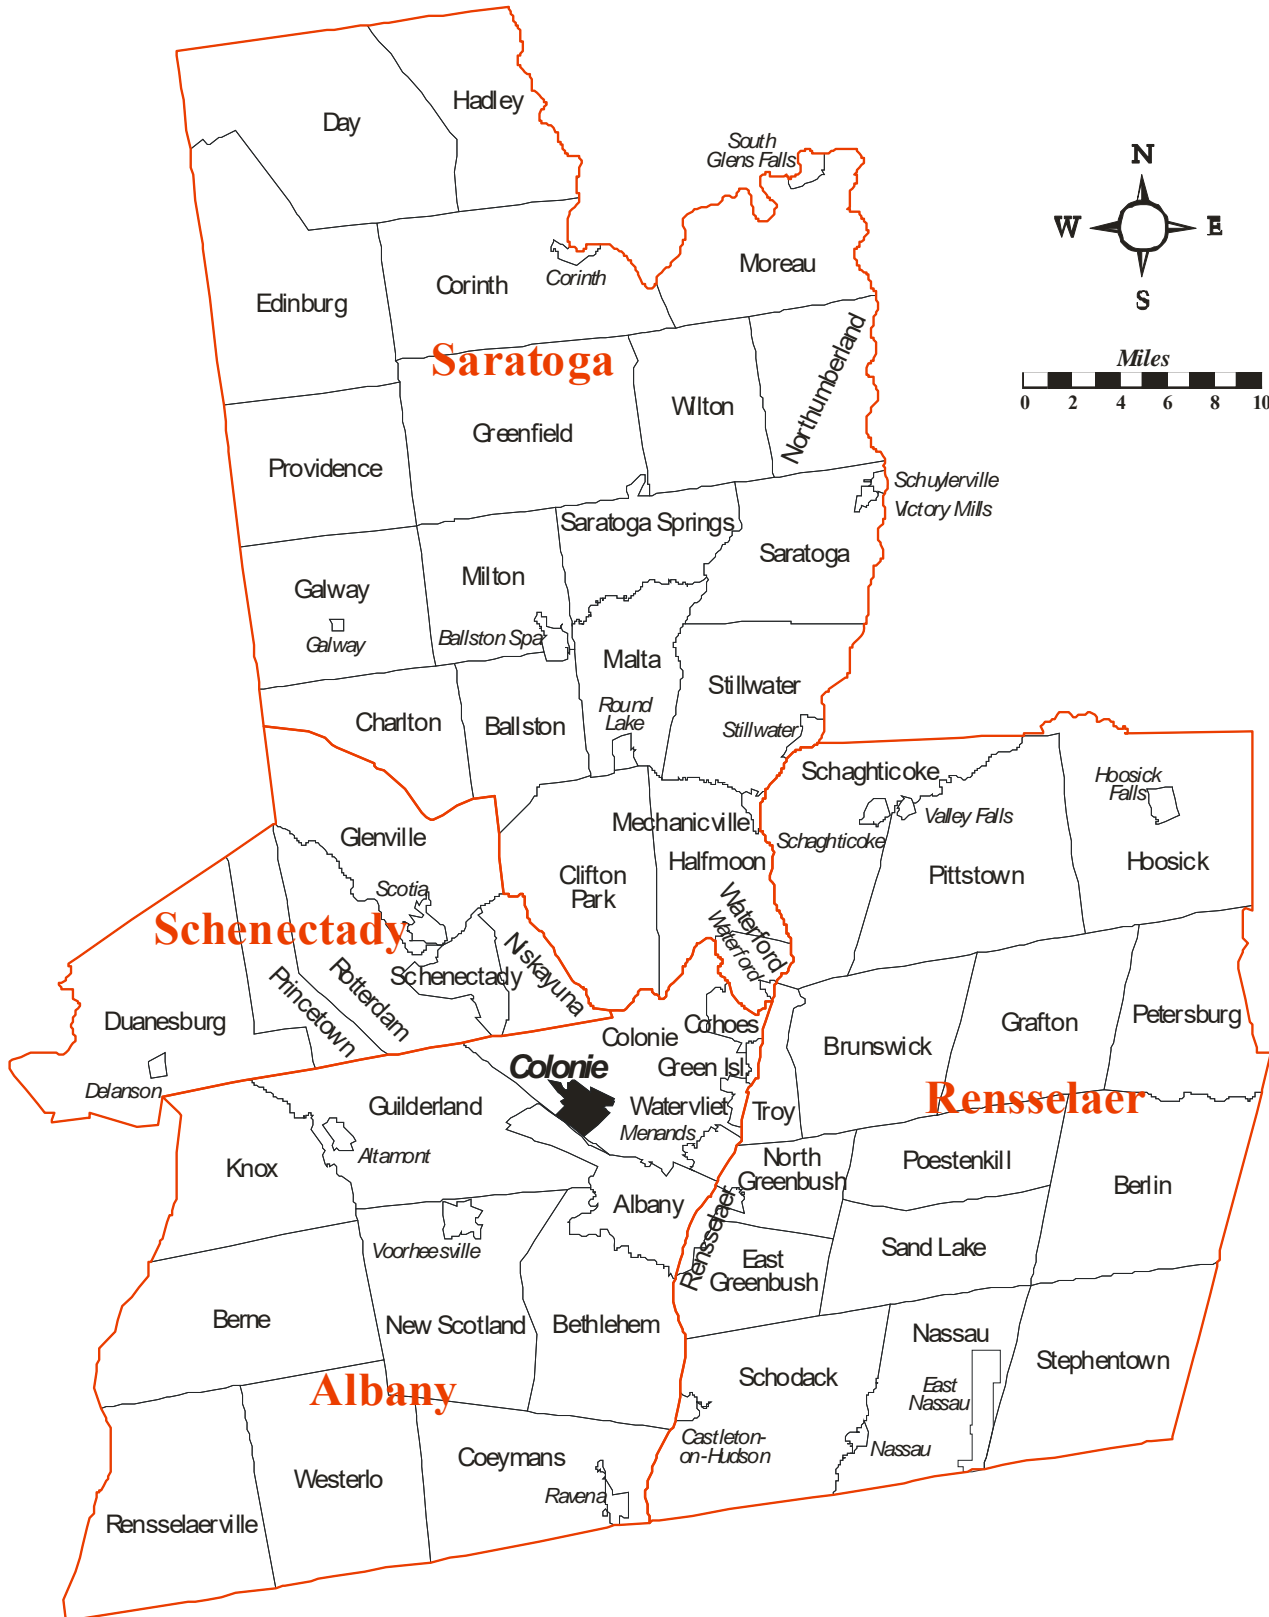 Hadley
Day
South
Glens Falls
N
W
E
S
Moreau
Corinth
Corinth
Edinburg
Saratoga
Northumberland
Miles
0 2 4 6 8 10
Wilton
Greenfield
Providence
Schuylerville
Victory Mills
Saratoga Springs
Saratoga
Milton
Galway
Galway
Ballston Spa
Malta
Stillwater
Round
Lake
Charlton
Ballston
Stillwater
Schaghticoke
Hoosick
Falls
Valley Falls
Mechanicville
Schaghticoke
Glenville
Halfmoon
Hoosick
Clifton
Park
Pittstown
Scotia
Waterford
Waterford
Schenectady
Niskayuna
Schenectady
Rotterdam
Princetown
Duanesburg
Colonie
Cohoes
Grafton
Petersburg
Brunswick
Colonie
Green Isl.
Delanson
Guilderland
Watervliet
Troy
Rensselaer
Menands
Altamont
Knox
North
Greenbush
Poestenkill
Berlin
Albany
Rensselaer
Voorheesville
Sand Lake
East
Greenbush
Berne
New Scotland
Bethlehem
Nassau
Stephentown
Schodack
Albany
East
Nassau
Castleton-
on-Hudson
Nassau
Coeymans
Westerlo
Ravena
Rensselaerville